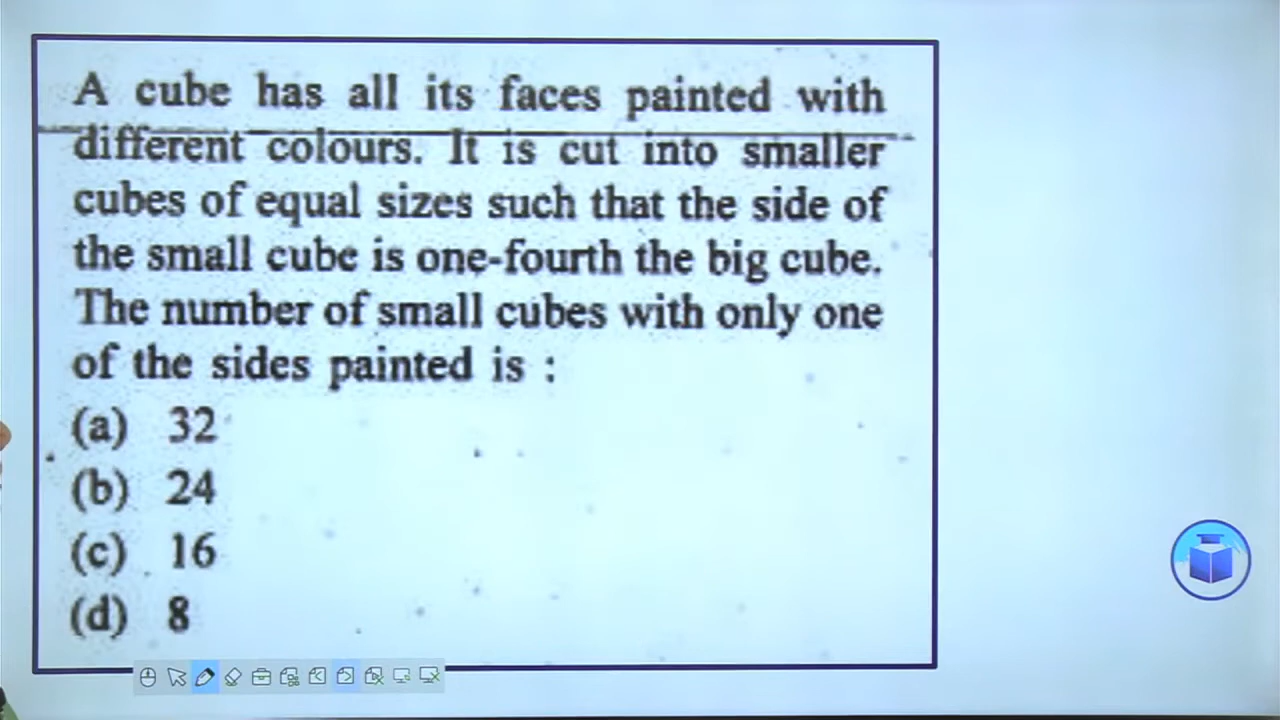 A cube has all its faces painted with
different colours. It is cut into smaller
cubes of equal sizes such that the side of
the small cube is one-fourth the big cube.
The number of small cubes with only one
of the sides painted is :
(a) 32
(b) 24
(c) 16
(d) 8